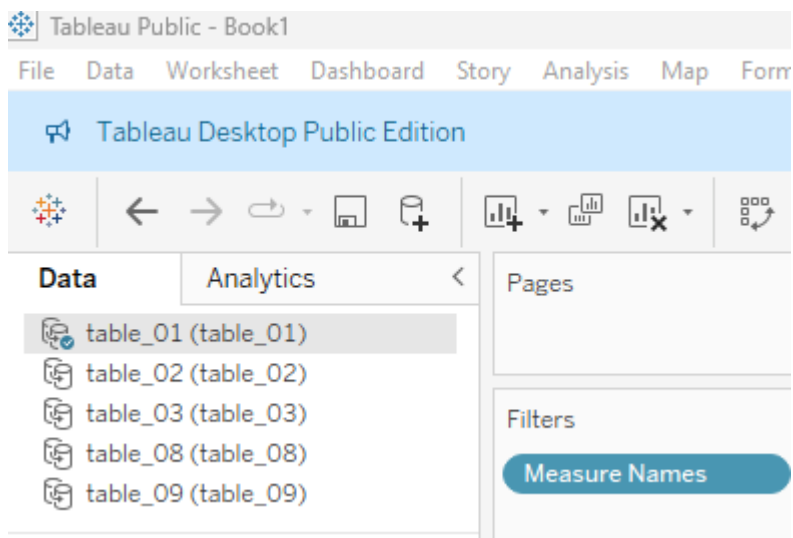 Tableau Public - Book1
File Data Worksheet Dashboard Story Analysis Map Form
Tableau Desktop Public Edition
Data Analytics
Pages
table_01 (table_01)
table_02 (table_02)
table_03 (table_03)
table_08 (table_08)
table_09 (table_09)
Filters
Measure Names